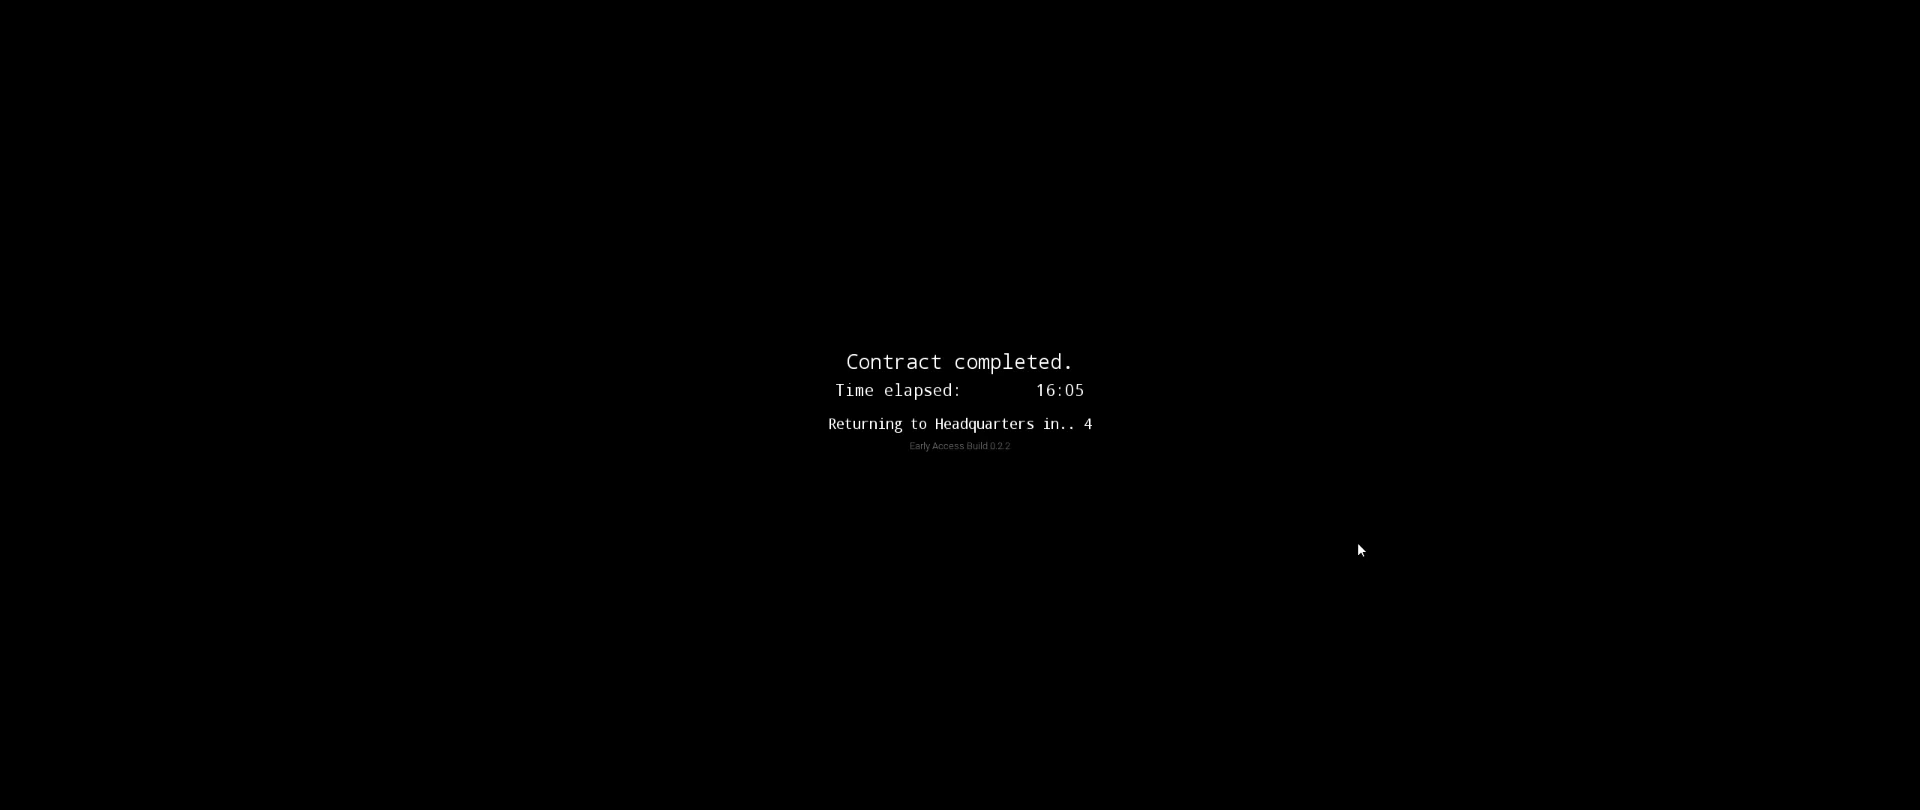 Contract completed.
Time elapsed: 16:05
Returning to Headquarters in.. 4
Early Access Build 0.2.2